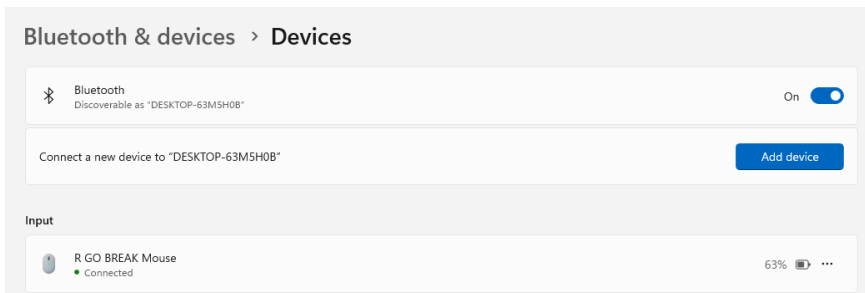 Bluetooth & devices > Devices
Bluetooth
Discoverable as "DESKTOP-63M5H0B"
On
Connect a new device to "DESKTOP-63M5H0B"
Add device
Input
R GO BREAK Mouse
Connected
63%